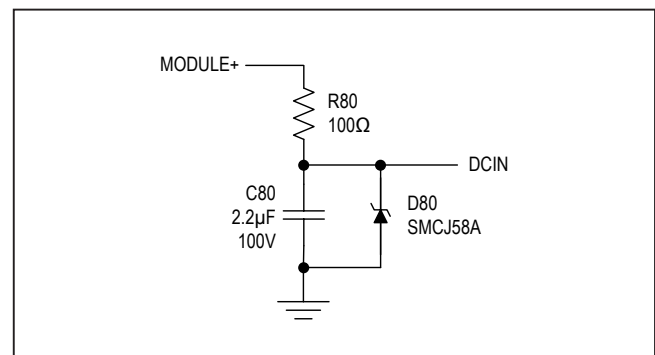 MODULE+
R80
100Ω
DCIN
C80
2.2µF
100V
D80
SMCJ58A